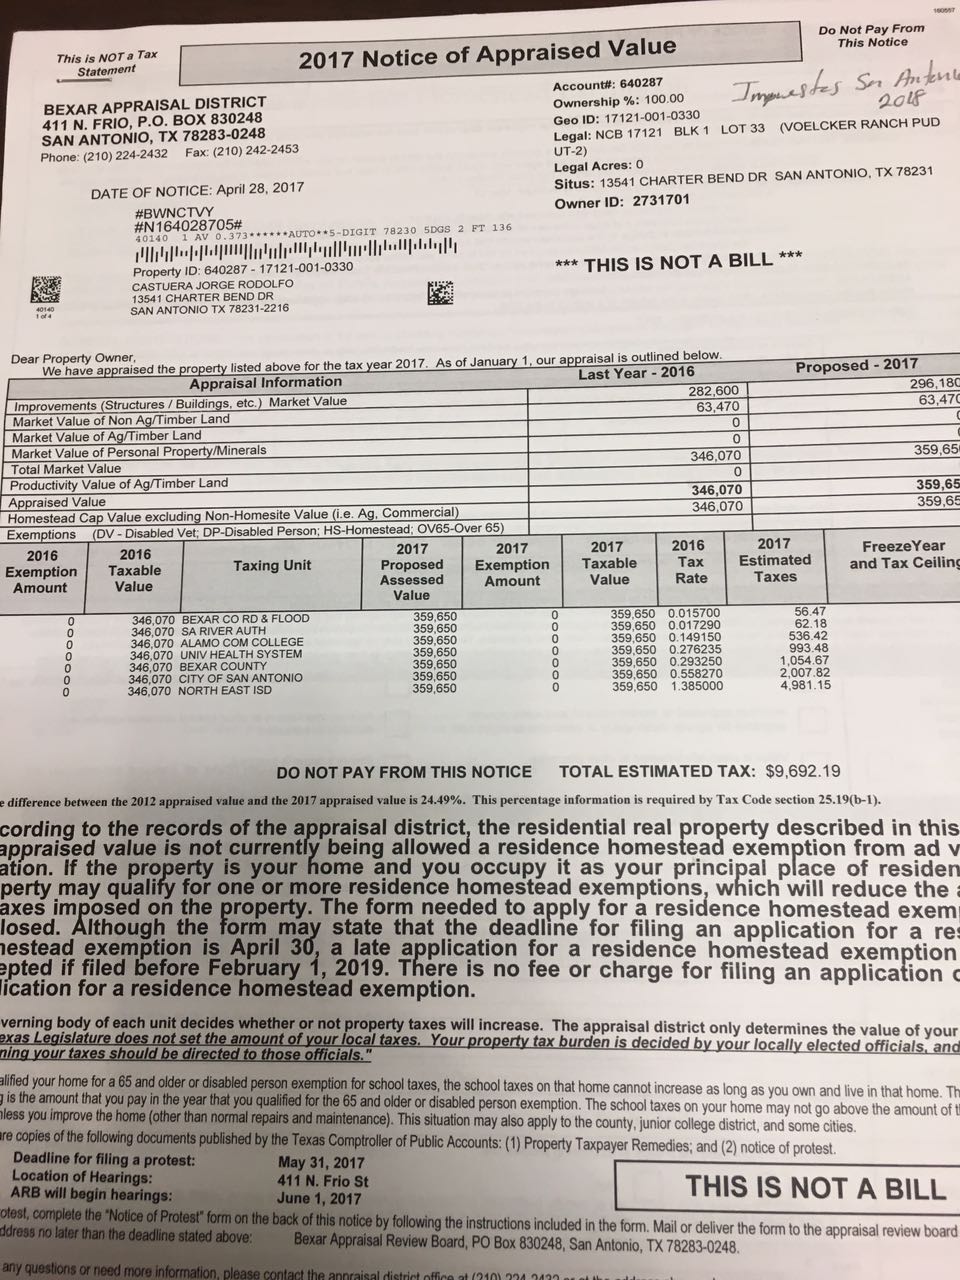 160557
This is NOT a Tax
Statement
2017 Notice of Appraised Value
Do Not Pay From
This Notice
BEXAR APPRAISAL DISTRICT
411 N. FRIO, P.O. BOX 830248
SAN ANTONIO, TX 78283-0248
Phone: (210) 224-2432 Fax: (210) 242-2453
Impuestos San Antonio
2018
Account#: 640287
Ownership %: 100.00
Geo ID: 17121-001-0330
Legal: NCB 17121 BLK 1 LOT 33 (VOELCKER RANCH PUD
UT-2)
Legal Acres: 0
Situs: 13541 CHARTER BEND DR SAN ANTONIO, TX 78231
Owner ID: 2731701
DATE OF NOTICE: April 28, 2017
#BWNCTVY
#N164028705#
40140 1 AV 0.373******AUTO**5-DIGIT 78230 5DGS 2 FT 136
Property ID: 640287 - 17121-001-0330
CASTUERA JORGE RODOLFO
13541 CHARTER BEND DR
SAN ANTONIO TX 78231-2216
40140
1 of 4
*** THIS IS NOT A BILL ***
Dear Property Owner,
We have appraised the property listed above for the tax year 2017. As of January 1, our appraisal is outlined below.
Appraisal Information Last Year - 2016 Proposed - 2017
Improvements (Structures / Buildings, etc.) Market Value 282,600 296,180
Market Value of Non Ag/Timber Land 63,470 63,470
Market Value of Ag/Timber Land 0 0
Market Value of Personal Property/Minerals 0 0
Total Market Value 346,070 359,65
Productivity Value of Ag/Timber Land 0
Appraised Value 346,070 359,65
Homestead Cap Value excluding Non-Homesite Value (i.e. Ag, Commercial) 346,070 359,65
Exemptions (DV - Disabled Vet; DP-Disabled Person; HS-Homestead; OV65-Over 65)
2016 Exemption Amount 2016 Taxable Value Taxing Unit 2017 Proposed Assessed Value 2017 Exemption Amount 2017 Taxable Value 2016 Tax Rate 2017 Estimated Taxes FreezeYear and Tax Ceiling
0 346,070 BEXAR CO RD & FLOOD 359,650 0 359,650 0.015700 56.47
0 346,070 SA RIVER AUTH 359,650 0 359,650 0.017290 62.18
0 346,070 ALAMO COM COLLEGE 359,650 0 359,650 0.149150 536.42
0 346,070 UNIV HEALTH SYSTEM 359,650 0 359,650 0.276235 993.48
0 346,070 BEXAR COUNTY 359,650 0 359,650 0.293250 1,054.67
0 346,070 CITY OF SAN ANTONIO 359,650 0 359,650 0.558270 2,007.82
0 346,070 NORTH EAST ISD 359,650 0 359,650 1.385000 4,981.15
DO NOT PAY FROM THIS NOTICE TOTAL ESTIMATED TAX: $9,692.19
e difference between the 2012 appraised value and the 2017 appraised value is 24.49%. This percentage information is required by Tax Code section 25.19(b-1).
cording to the records of the appraisal district, the residential real property described in this
appraised value is not currently being allowed a residence homestead exemption from ad v
ation. If the property is your home and you occupy it as your principal place of residen
perty may qualify for one or more residence homestead exemptions, which will reduce the a
axes imposed on the property. The form needed to apply for a residence homestead exem
losed. Although the form may state that the deadline for filing an application for a res
nestead exemption is April 30, a late application for a residence homestead exemption
epted if filed before February 1, 2019. There is no fee or charge for filing an application o
lication for a residence homestead exemption.
verning body of each unit decides whether or not property taxes will increase. The appraisal district only determines the value of your
exas Legislature does not set the amount of your local taxes. Your property tax burden is decided by your locally elected officials, and
ning your taxes should be directed to those officials."
alified your home for a 65 and older or disabled person exemption for school taxes, the school taxes on that home cannot increase as long as you own and live in that home. Th
g is the amount that you pay in the year that you qualified for the 65 and older or disabled person exemption. The school taxes on your home may not go above the amount of th
nless you improve the home (other than normal repairs and maintenance). This situation may also apply to the county, junior college district, and some cities.
are copies of the following documents published by the Texas Comptroller of Public Accounts: (1) Property Taxpayer Remedies; and (2) notice of protest.
Deadline for filing a protest: May 31, 2017
Location of Hearings: 411 N. Frio St
ARB will begin hearings: June 1, 2017
THIS IS NOT A BILL
otest, complete the "Notice of Protest" form on the back of this notice by following the instructions included in the form. Mail or deliver the form to the appraisal review board
ddress no later than the deadline stated above: Bexar Appraisal Review Board, PO Box 830248, San Antonio, TX 78283-0248.
any questions or need more information, please contact the appraisal district office at (210) 224-2432